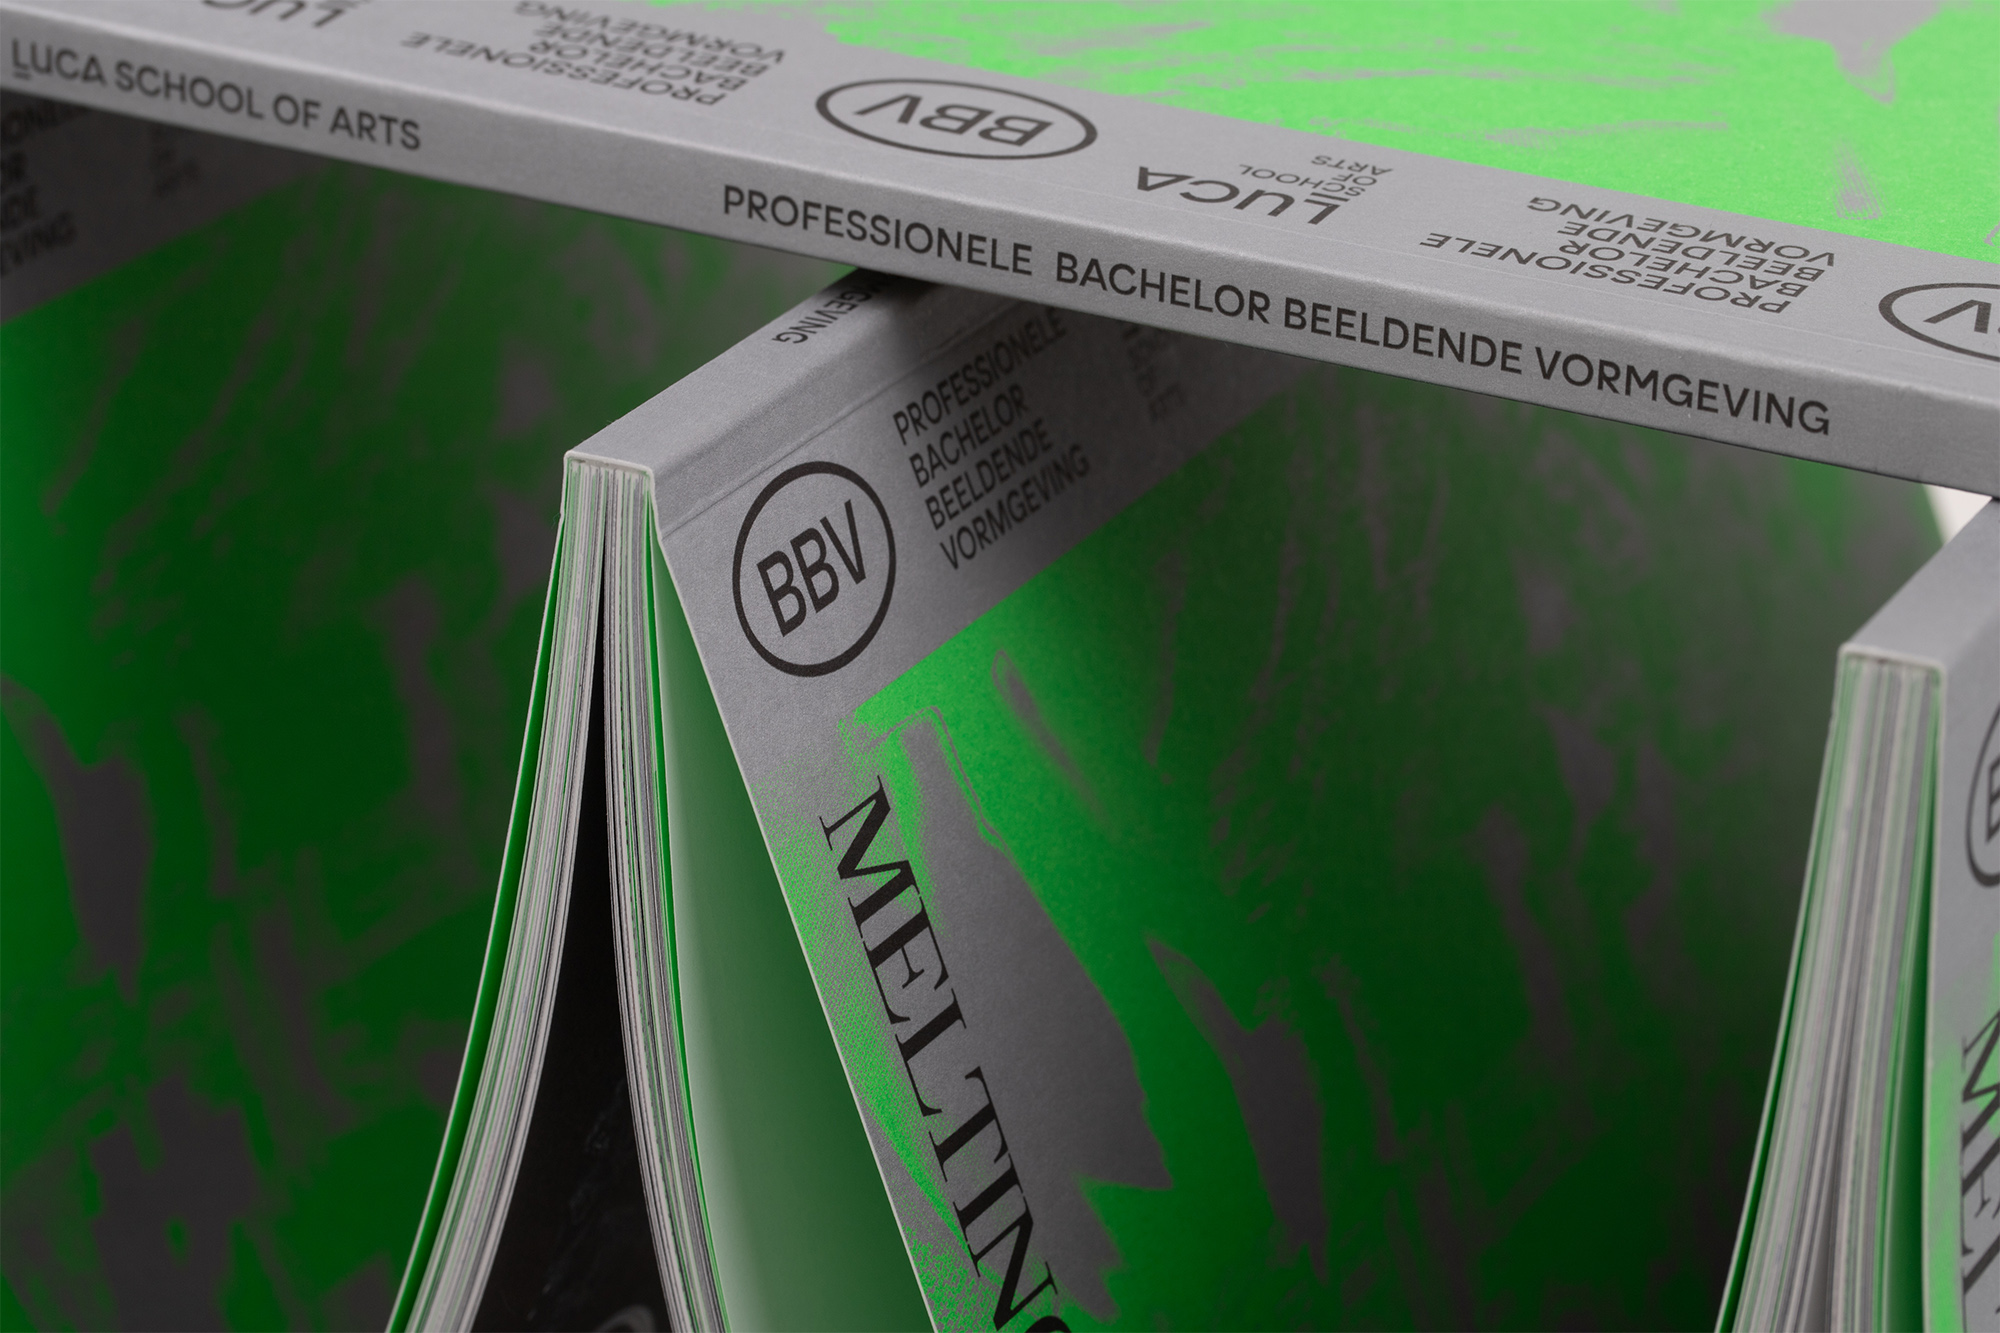 LUCA
PROFESSIONELE
BACHELOR
BEELDENDE
VORMGEVING
BBV
LUCA
SCHOOL
OF
ARTS
PROFESSIONELE
BACHELOR
BEELDENDE
VORMGEVING
LUCA SCHOOL OF ARTS
PROFESSIONELE BACHELOR BEELDENDE VORMGEVING
BBV
PROFESSIONELE
BACHELOR
BEELDENDE
VORMGEVING
MELTING